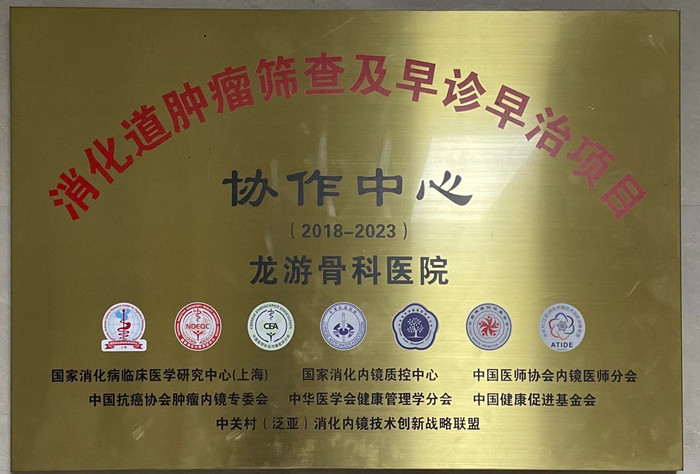 消化道肿瘤筛查及早诊早治项目
协作中心
(2018-2023)
龙游骨科医院
NDEQC
CEA
ATIDE
国家消化病临床医学研究中心(上海) 国家消化内镜质控中心 中国医师协会内镜医师分会
中国抗癌协会肿瘤内镜专委会 中华医学会健康管理学分会 中国健康促进基金会
中关村（泛亚）消化内镜技术创新战略联盟